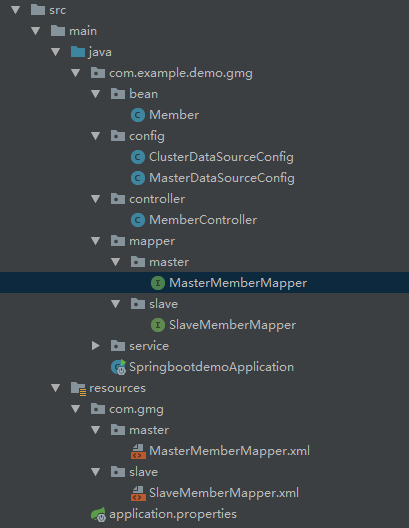 src
main
java
com.example.demo.gmg
bean
Member
config
ClusterDataSourceConfig
MasterDataSourceConfig
controller
MemberController
mapper
master
MasterMemberMapper
slave
SlaveMemberMapper
service
SpringbootdemoApplication
resources
com.gmg
master
MasterMemberMapper.xml
slave
SlaveMemberMapper.xml
application.properties